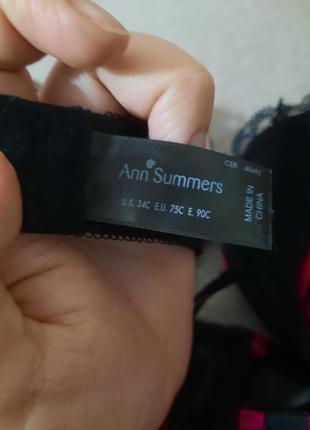 CER 40692
Ann Summers
U.K. 34C E.U. 75C E. 90C
MADE IN
CHINA